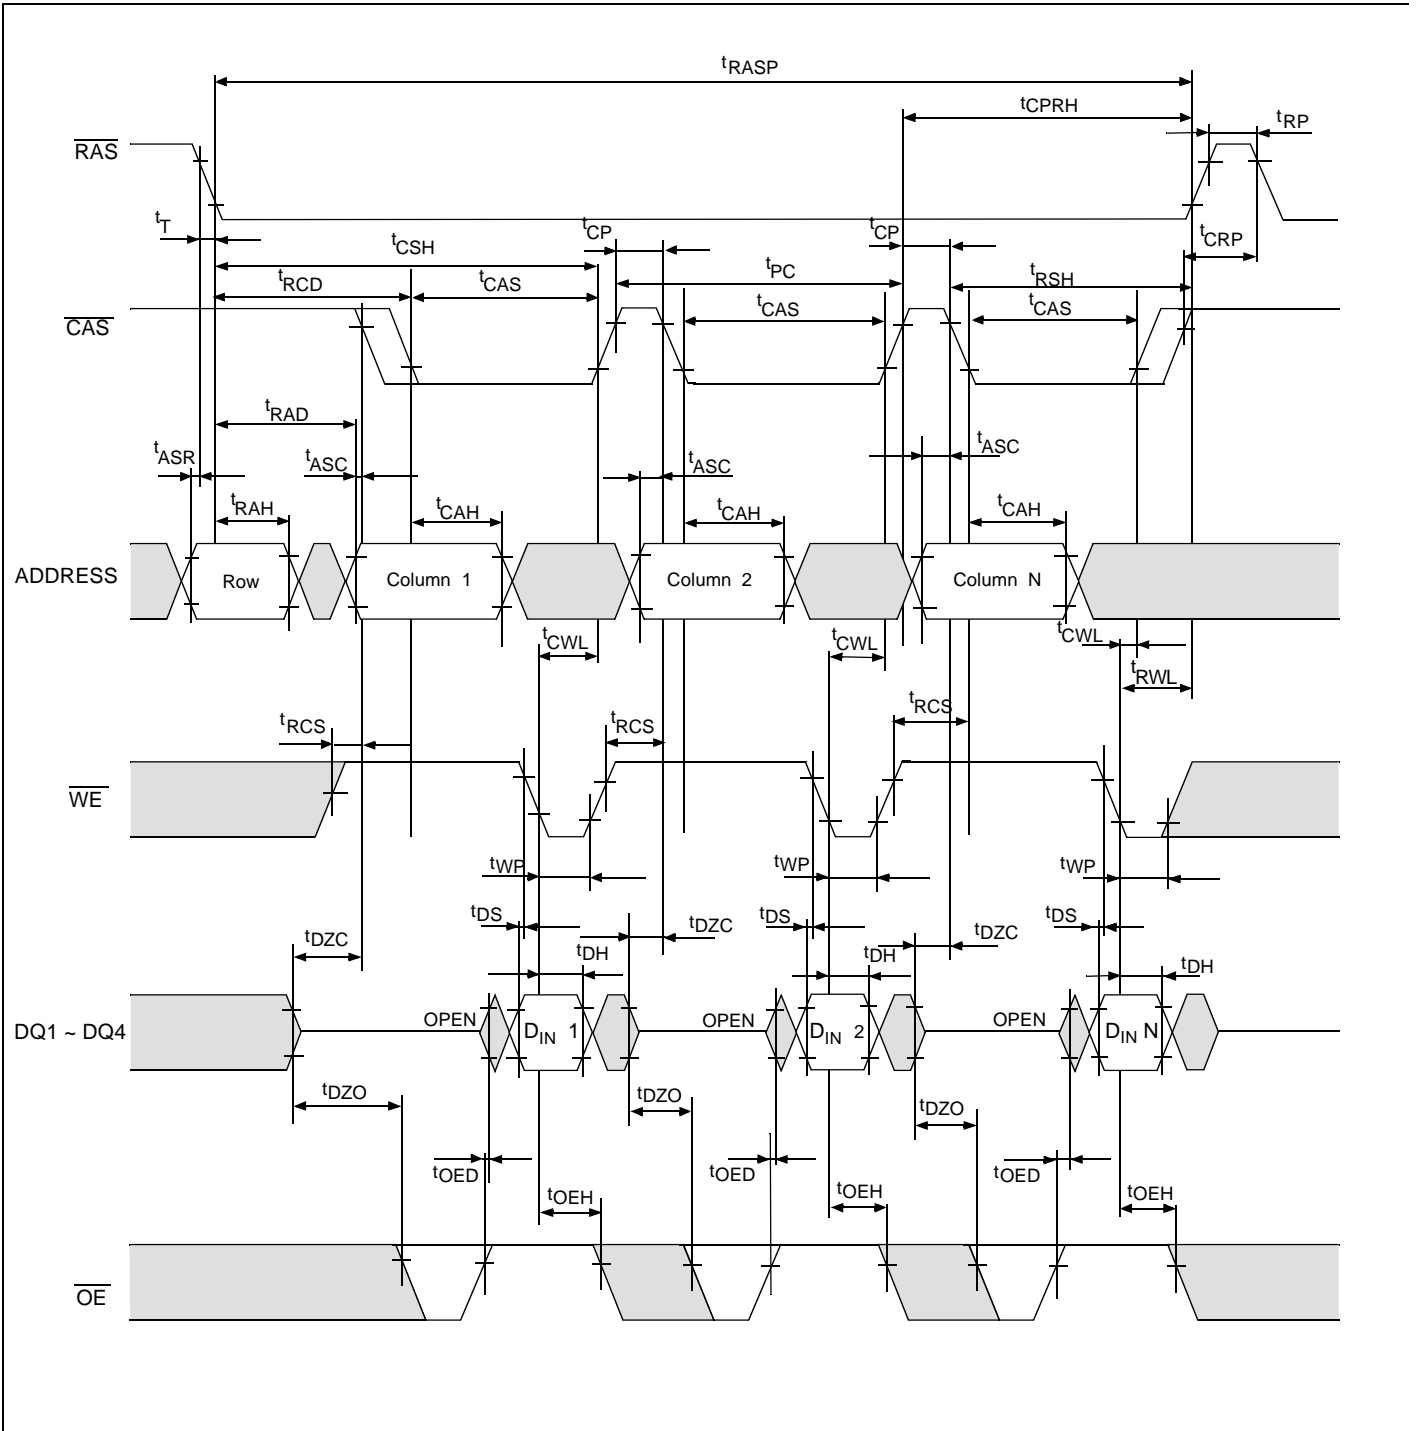 tRASP
tCPRH
tRP
RAS
tT
tCSH
tCP
tCP
tCRP
tRCD
tCAS
tPC
tRSH
CAS
tCAS
tCAS
tRAD
tASR
tASC
tASC
tASC
tRAH
tCAH
tCAH
tCAH
ADDRESS
Row
Column 1
Column 2
Column N
tCWL
tCWL
tCWL
tRWL
tRCS
tRCS
tRCS
WE
tWP
tWP
tWP
tDS
tDZC
tDS
tDZC
tDS
tDZC
tDH
tDH
tDH
DQ1 ~ DQ4
OPEN
DIN 1
OPEN
DIN 2
OPEN
DIN N
tDZO
tDZO
tDZO
tOED
tOED
tOED
tOEH
tOEH
tOEH
OE